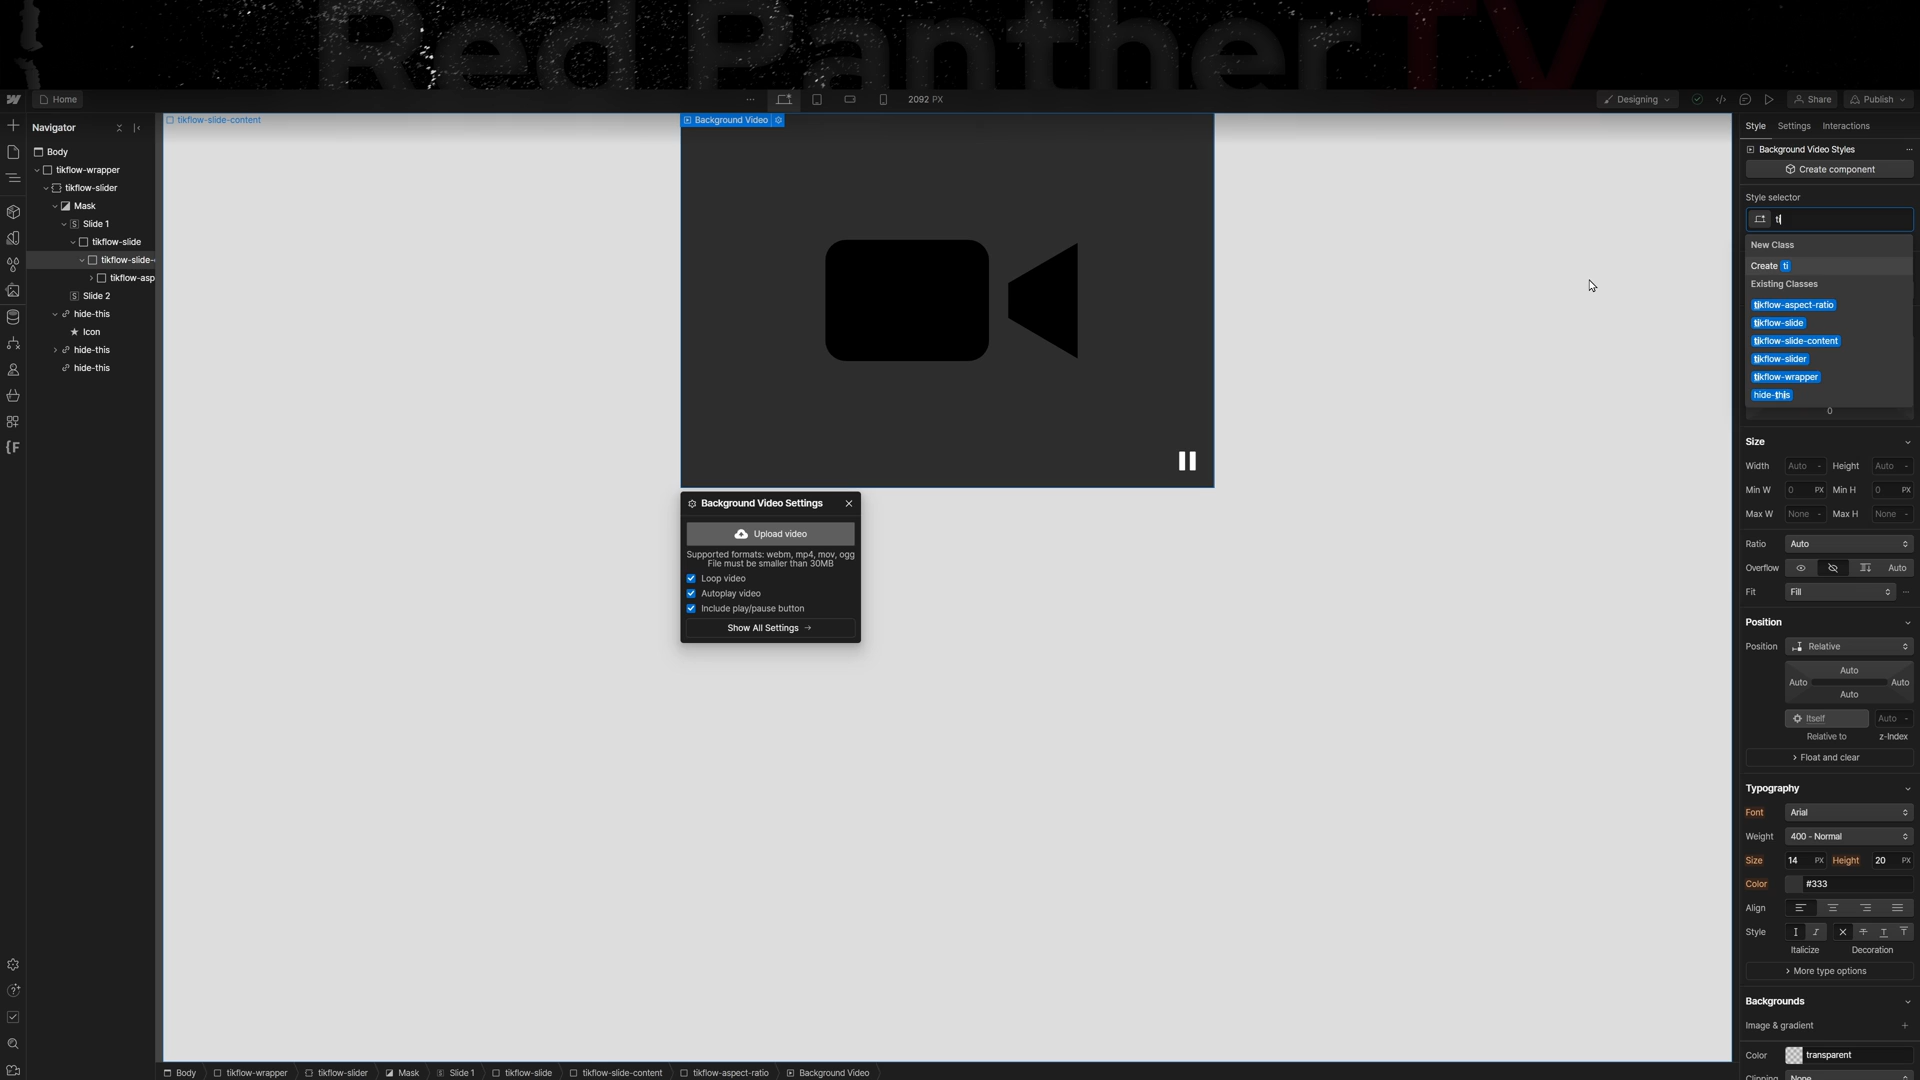 Red PantherTV
Home
2092 PX
Designing
Share
Publish
Navigator
Body
tikflow-wrapper
tikflow-slider
Mask
Slide 1
tikflow-slide
tikflow-slide-
tikflow-asp
Slide 2
hide-this
Icon
hide-this
hide-this
tikflow-slide-content
Background Video
Background Video Settings
Upload video
Supported formats: webm, mp4, mov, ogg
File must be smaller than 30MB
Loop video
Autoplay video
Include play/pause button
Show All Settings
Style Settings Interactions
Background Video Styles
Create component
Style selector
ti
New Class
Create ti
Existing Classes
tikflow-aspect-ratio
tikflow-slide
tikflow-slide-content
tikflow-slider
tikflow-wrapper
hide-this
0
Size
Width Auto - Height Auto -
Min W 0 PX Min H 0 PX
Max W None - Max H None -
Ratio Auto
Overflow Auto
Fit Fill
Position
Position Relative
Auto
Auto Auto
Auto
Itself Auto -
Relative to z-Index
Float and clear
Typography
Font Arial
Weight 400 - Normal
Size 14 PX Height 20 PX
Color #333
Align
Style
Italicize Decoration
More type options
Backgrounds
Image & gradient
Color transparent
Clipping None
Body tikflow-wrapper tikflow-slider Mask Slide 1 tikflow-slide tikflow-slide-content tikflow-aspect-ratio Background Video